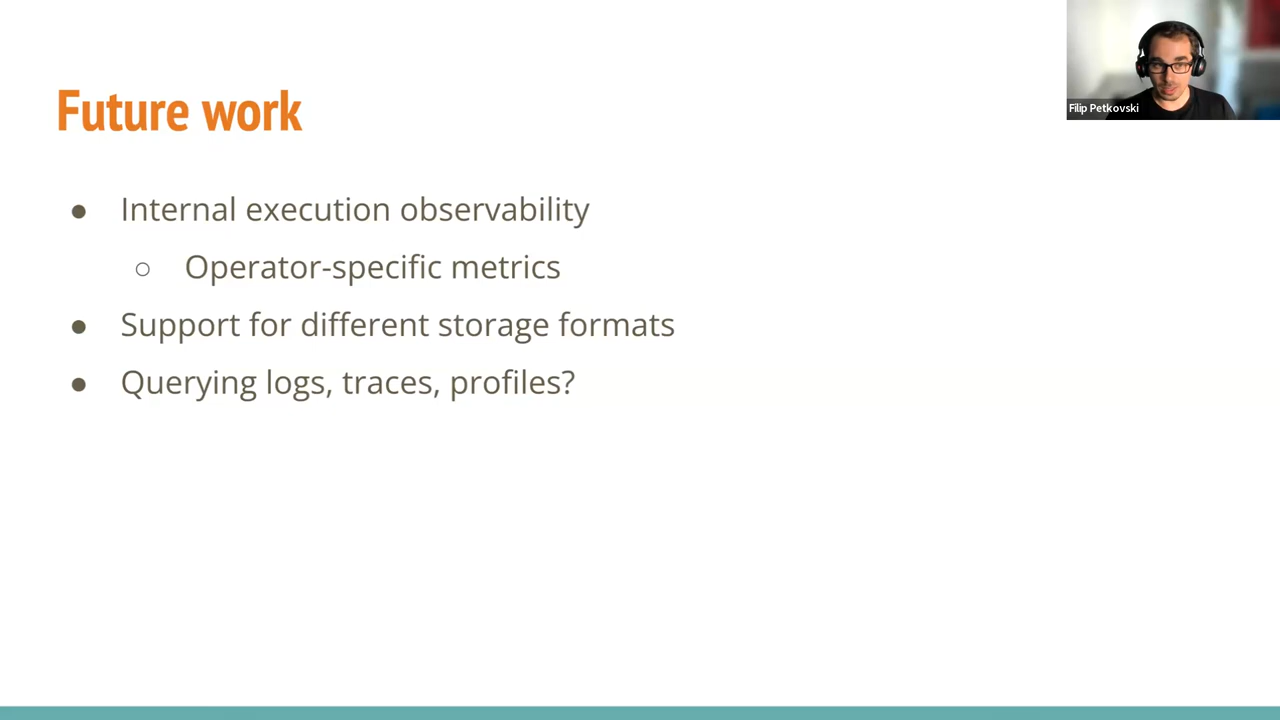 Future work
Filip Petkovski
● Internal execution observability
○ Operator-specific metrics
● Support for different storage formats
● Querying logs, traces, profiles?